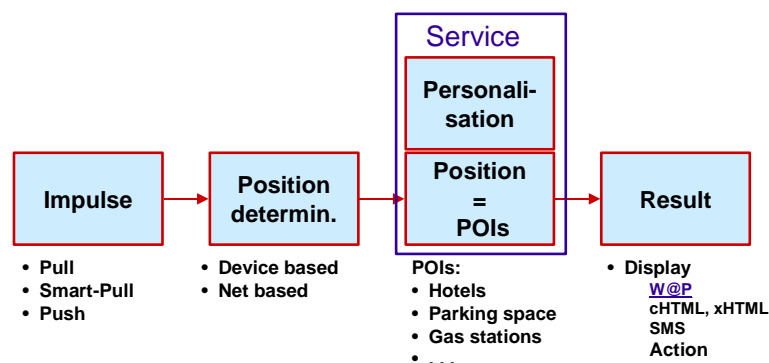 Service
Personali-
sation
Impulse
Position
determin.
Position
=
POIs
Result
• Pull
• Smart-Pull
• Push
• Device based
• Net based
POIs:
• Hotels
• Parking space
• Gas stations
• ...
• Display
W@P
cHTML, xHTML
SMS
Action